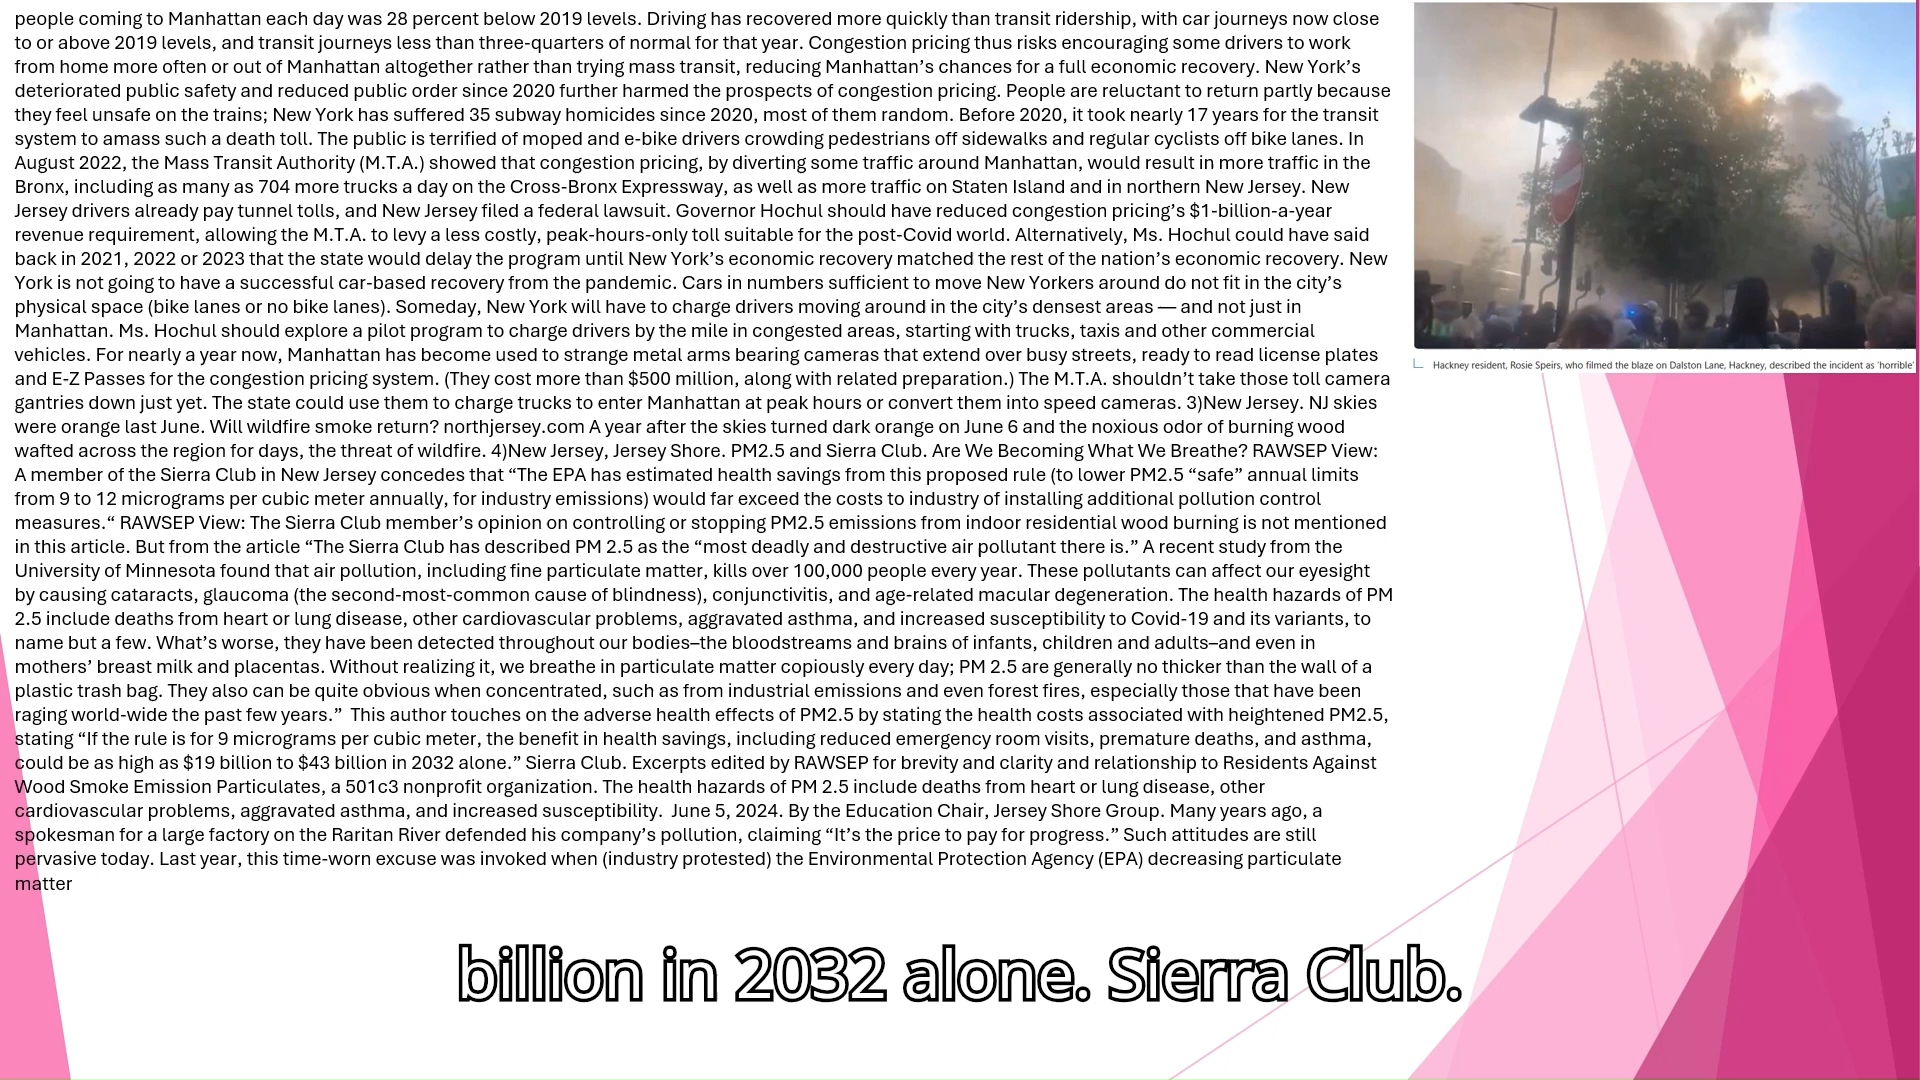 people coming to Manhattan each day was 28 percent below 2019 levels. Driving has recovered more quickly than transit ridership, with car journeys now close
to or above 2019 levels, and transit journeys less than three-quarters of normal for that year. Congestion pricing thus risks encouraging some drivers to work
from home more often or out of Manhattan altogether rather than trying mass transit, reducing Manhattan’s chances for a full economic recovery. New York’s
deteriorated public safety and reduced public order since 2020 further harmed the prospects of congestion pricing. People are reluctant to return partly because
they feel unsafe on the trains; New York has suffered 35 subway homicides since 2020, most of them random. Before 2020, it took nearly 17 years for the transit
system to amass such a death toll. The public is terrified of moped and e-bike drivers crowding pedestrians off sidewalks and regular cyclists off bike lanes. In
August 2022, the Mass Transit Authority (M.T.A.) showed that congestion pricing, by diverting some traffic around Manhattan, would result in more traffic in the
Bronx, including as many as 704 more trucks a day on the Cross-Bronx Expressway, as well as more traffic on Staten Island and in northern New Jersey. New
Jersey drivers already pay tunnel tolls, and New Jersey filed a federal lawsuit. Governor Hochul should have reduced congestion pricing’s $1-billion-a-year
revenue requirement, allowing the M.T.A. to levy a less costly, peak-hours-only toll suitable for the post-Covid world. Alternatively, Ms. Hochul could have said
back in 2021, 2022 or 2023 that the state would delay the program until New York’s economic recovery matched the rest of the nation’s economic recovery. New
York is not going to have a successful car-based recovery from the pandemic. Cars in numbers sufficient to move New Yorkers around do not fit in the city’s
physical space (bike lanes or no bike lanes). Someday, New York will have to charge drivers moving around in the city’s densest areas — and not just in
Manhattan. Ms. Hochul should explore a pilot program to charge drivers by the mile in congested areas, starting with trucks, taxis and other commercial
vehicles. For nearly a year now, Manhattan has become used to strange metal arms bearing cameras that extend over busy streets, ready to read license plates
and E-Z Passes for the congestion pricing system. (They cost more than $500 million, along with related preparation.) The M.T.A. shouldn’t take those toll camera
gantries down just yet. The state could use them to charge trucks to enter Manhattan at peak hours or convert them into speed cameras. 3)New Jersey. NJ skies
were orange last June. Will wildfire smoke return? northjersey.com A year after the skies turned dark orange on June 6 and the noxious odor of burning wood
wafted across the region for days, the threat of wildfire. 4)New Jersey, Jersey Shore. PM2.5 and Sierra Club. Are We Becoming What We Breathe? RAWSEP View:
A member of the Sierra Club in New Jersey concedes that “The EPA has estimated health savings from this proposed rule (to lower PM2.5 “safe” annual limits
from 9 to 12 micrograms per cubic meter annually, for industry emissions) would far exceed the costs to industry of installing additional pollution control
measures.“ RAWSEP View: The Sierra Club member’s opinion on controlling or stopping PM2.5 emissions from indoor residential wood burning is not mentioned
in this article. But from the article “The Sierra Club has described PM 2.5 as the “most deadly and destructive air pollutant there is.” A recent study from the
University of Minnesota found that air pollution, including fine particulate matter, kills over 100,000 people every year. These pollutants can affect our eyesight
by causing cataracts, glaucoma (the second-most-common cause of blindness), conjunctivitis, and age-related macular degeneration. The health hazards of PM
2.5 include deaths from heart or lung disease, other cardiovascular problems, aggravated asthma, and increased susceptibility to Covid-19 and its variants, to
name but a few. What’s worse, they have been detected throughout our bodies–the bloodstreams and brains of infants, children and adults–and even in
mothers’ breast milk and placentas. Without realizing it, we breathe in particulate matter copiously every day; PM 2.5 are generally no thicker than the wall of a
plastic trash bag. They also can be quite obvious when concentrated, such as from industrial emissions and even forest fires, especially those that have been
raging world-wide the past few years.”  This author touches on the adverse health effects of PM2.5 by stating the health costs associated with heightened PM2.5,
stating “If the rule is for 9 micrograms per cubic meter, the benefit in health savings, including reduced emergency room visits, premature deaths, and asthma,
could be as high as $19 billion to $43 billion in 2032 alone.” Sierra Club. Excerpts edited by RAWSEP for brevity and clarity and relationship to Residents Against
Wood Smoke Emission Particulates, a 501c3 nonprofit organization. The health hazards of PM 2.5 include deaths from heart or lung disease, other
cardiovascular problems, aggravated asthma, and increased susceptibility.  June 5, 2024. By the Education Chair, Jersey Shore Group. Many years ago, a
spokesman for a large factory on the Raritan River defended his company’s pollution, claiming “It’s the price to pay for progress.” Such attitudes are still
pervasive today. Last year, this time-worn excuse was invoked when (industry protested) the Environmental Protection Agency (EPA) decreasing particulate
matter
Hackney resident, Rosie Speirs, who filmed the blaze on Dalston Lane, Hackney, described the incident as 'horrible'
billion in 2032 alone. Sierra Club.